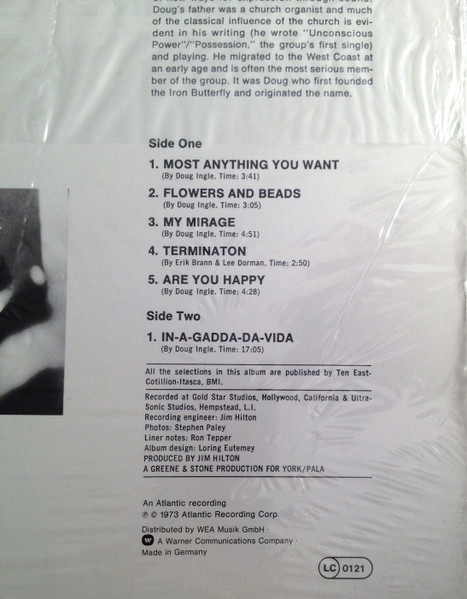 Doug's father was a church organist and much
of the classical influence of the church is evi-
dent in his writing (he wrote "Unconscious
Power"/"Possession," the group's first single)
and playing. He migrated to the West Coast at
an early age and is often the most serious mem-
ber of the group. It was Doug who first founded
the Iron Butterfly and originated the name.
Side One
1. MOST ANYTHING YOU WANT
(By Doug Ingle. Time: 3:41)
2. FLOWERS AND BEADS
(By Doug Ingle. Time: 3:05)
3. MY MIRAGE
(By Doug Ingle. Time: 4:51)
4. TERMINATON
(By Erik Brann & Lee Dorman. Time: 2:50)
5. ARE YOU HAPPY
(By Doug Ingle. Time: 4:28)
Side Two
1. IN-A-GADDA-DA-VIDA
(By Doug Ingle. Time: 17:05)
All the selections in this album are published by Ten East-
Cotillion-Itasca, BMI.
Recorded at Gold Star Studios, Hollywood, California & Ultra-
Sonic Studios, Hempstead, L.I.
Recording engineer: Jim Hilton
Photos: Stephen Paley
Liner notes: Ron Tepper
Album design: Loring Eutemey
PRODUCED BY JIM HILTON
A GREENE & STONE PRODUCTION FOR YORK/PALA
An Atlantic recording
℗ © 1973 Atlantic Recording Corp.
Distributed by WEA Musik GmbH ·
A Warner Communications Company ·
Made in Germany
LC 0121